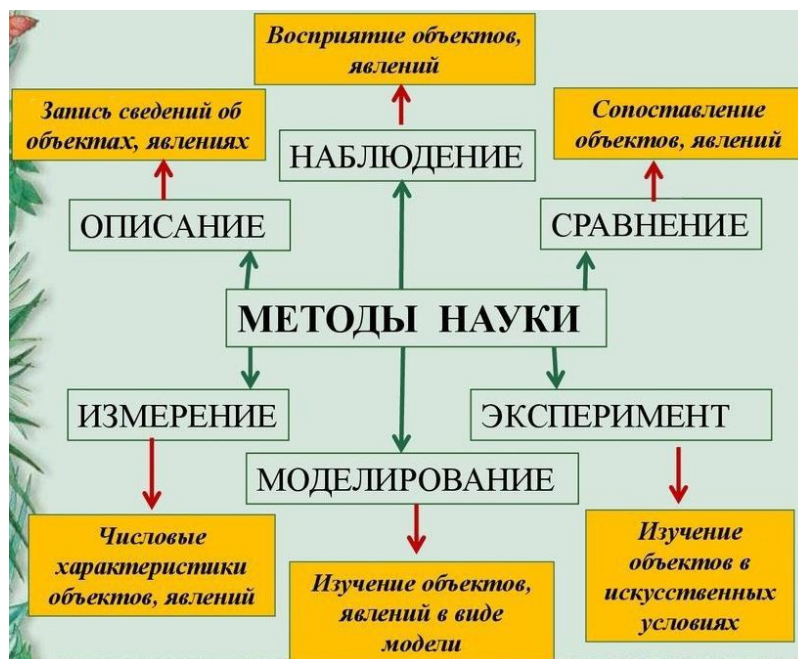 Восприятие объектов,
явлений
Запись сведений об
объектах, явлениях
Сопоставление
объектов, явлений
НАБЛЮДЕНИЕ
ОПИСАНИЕ
СРАВНЕНИЕ
МЕТОДЫ НАУКИ
ИЗМЕРЕНИЕ
ЭКСПЕРИМЕНТ
МОДЕЛИРОВАНИЕ
Числовые
характеристики
объектов, явлений
Изучение объектов,
явлений в виде
модели
Изучение
объектов в
искусственных
условиях